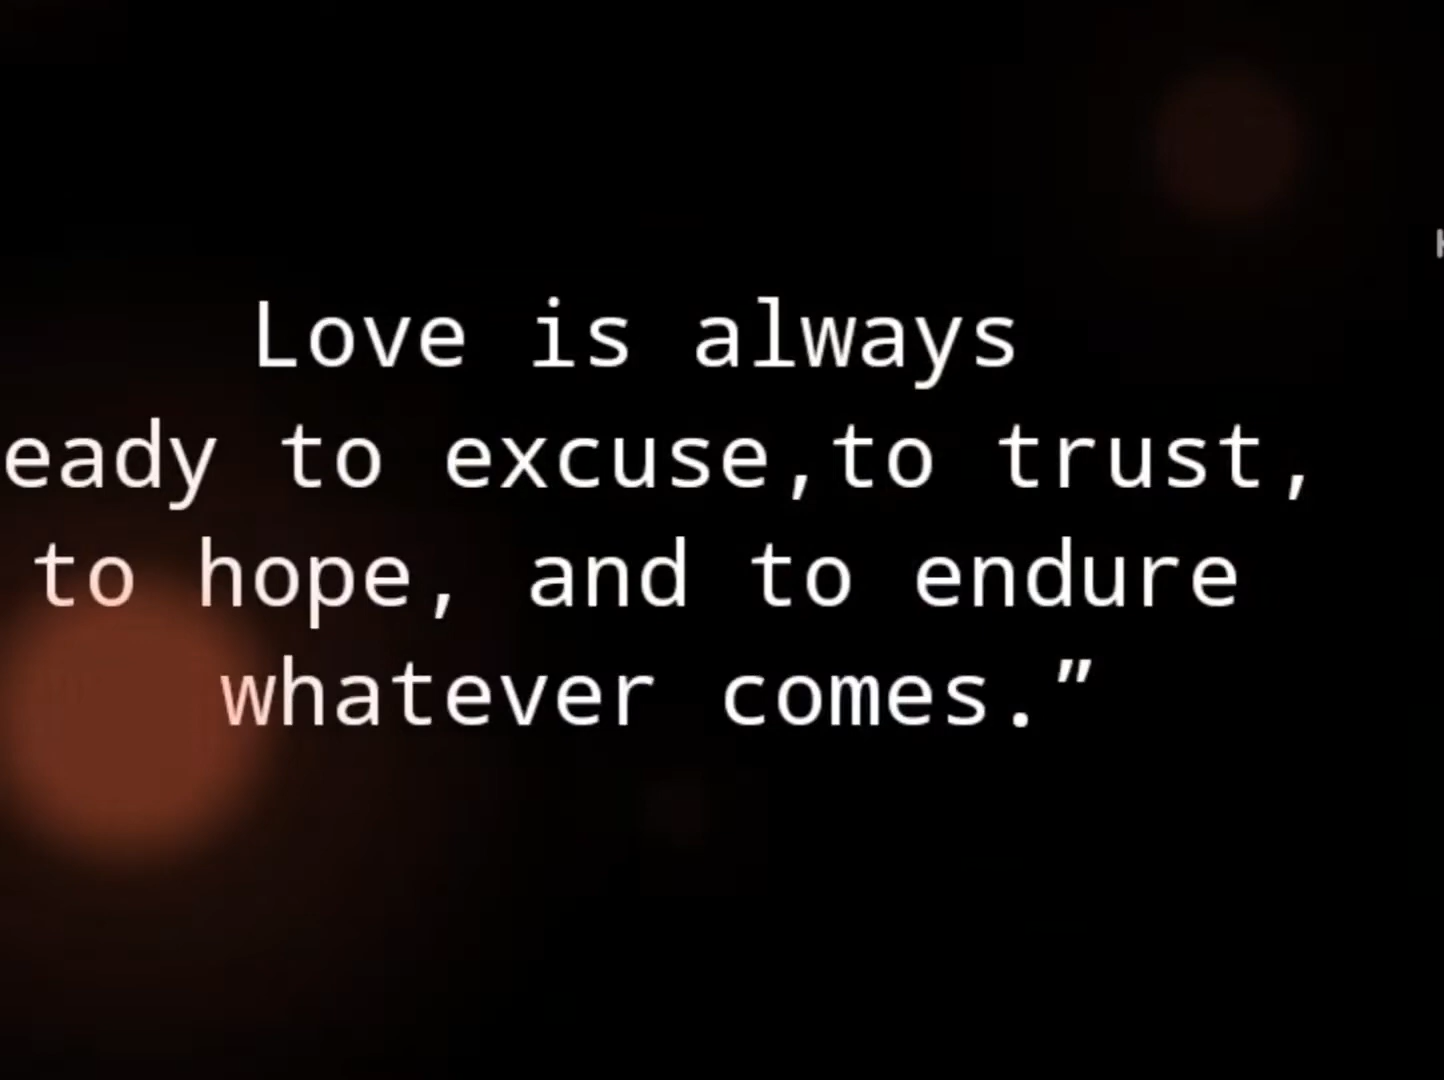 Love is always
eady to excuse,to trust,
to hope, and to endure
whatever comes.”